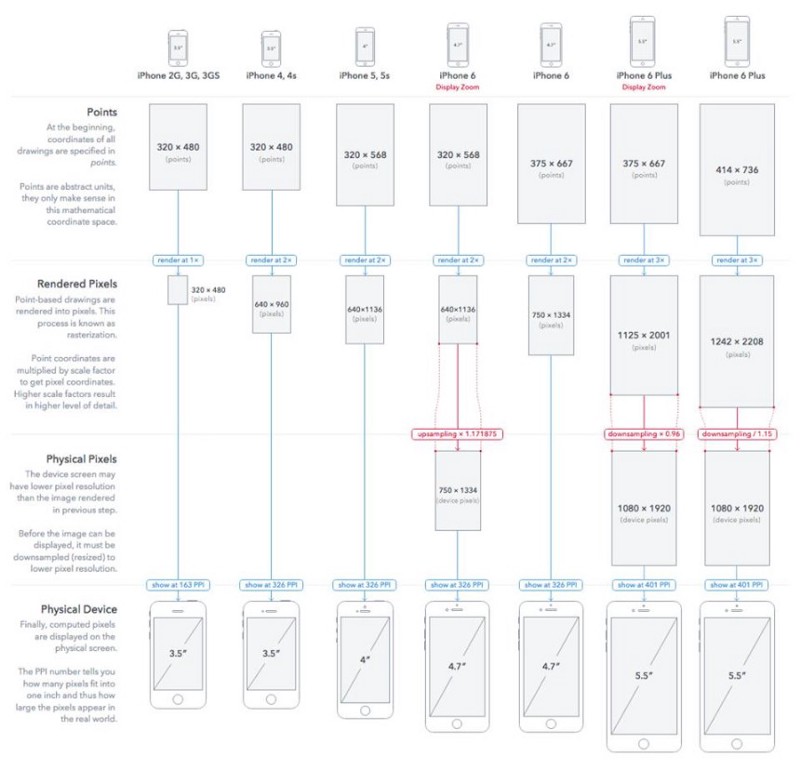 3.5″
3.5″
4″
4.7″
4.7″
5.5″
5.5″
iPhone 2G, 3G, 3GS
iPhone 4, 4s
iPhone 5, 5s
iPhone 6
Display Zoom
iPhone 6
iPhone 6 Plus
Display Zoom
iPhone 6 Plus
Points
At the beginning,
coordinates of all
drawings are specified in
points.
Points are abstract units,
they only make sense in
this mathematical
coordinate space.
320 × 480
(points)
320 × 480
(points)
320 × 568
(points)
320 × 568
(points)
375 × 667
(points)
375 × 667
(points)
414 × 736
(points)
render at 1×
render at 2×
render at 2×
render at 2×
render at 2×
render at 3×
render at 3×
Rendered Pixels
Point-based drawings are
rendered into pixels. This
process is known as
rasterization.
Point coordinates are
multiplied by scale factor
to get pixel coordinates.
Higher scale factors result
in higher level of detail.
320 × 480
(pixels)
640 × 960
(pixels)
640×1136
(pixels)
640×1136
(pixels)
750 × 1334
(pixels)
1125 × 2001
(pixels)
1242 × 2208
(pixels)
upsampling × 1.171875
downsampling × 0.96
downsampling / 1.15
Physical Pixels
The device screen may
have lower pixel resolution
than the image rendered
in previous step.
Before the image can be
displayed, it must be
downsampled (resized) to
lower pixel resolution.
750 × 1334
(device pixels)
1080 × 1920
(device pixels)
1080 × 1920
(device pixels)
show at 163 PPI
show at 326 PPI
show at 326 PPI
show at 326 PPI
show at 326 PPI
show at 401 PPI
show at 401 PPI
Physical Device
Finally, computed pixels
are displayed on the
physical screen.
The PPI number tells you
how many pixels fit into
one inch and thus how
large the pixels appear in
the real world.
3.5″
3.5″
4″
4.7″
4.7″
5.5″
5.5″